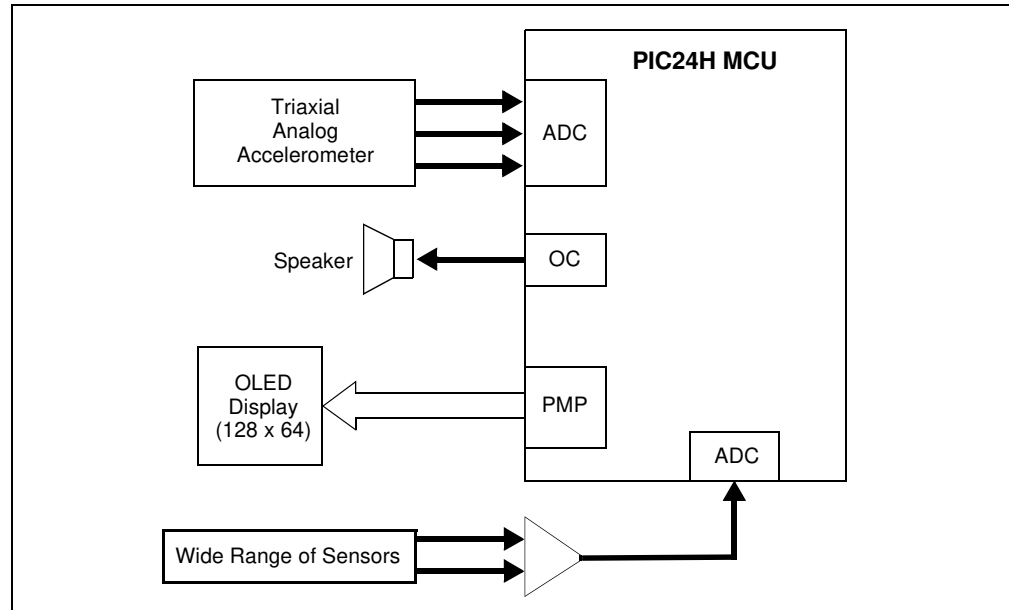 PIC24H MCU
Triaxial
Analog
Accelerometer
ADC
Speaker
OC
OLED
Display
(128 x 64)
PMP
ADC
Wide Range of Sensors